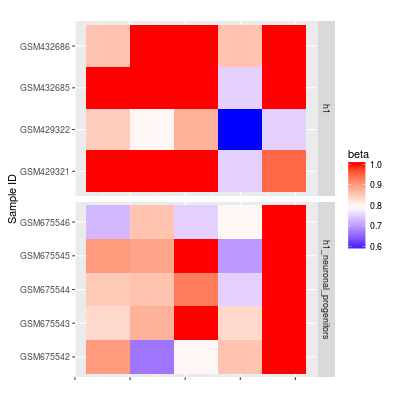 GSM432686
GSM432685
GSM429322
GSM429321
h1
GSM675546
GSM675545
GSM675544
GSM675543
GSM675542
h1_neuronal_progenitors
Sample ID
beta
1.0
0.9
0.8
0.7
0.6